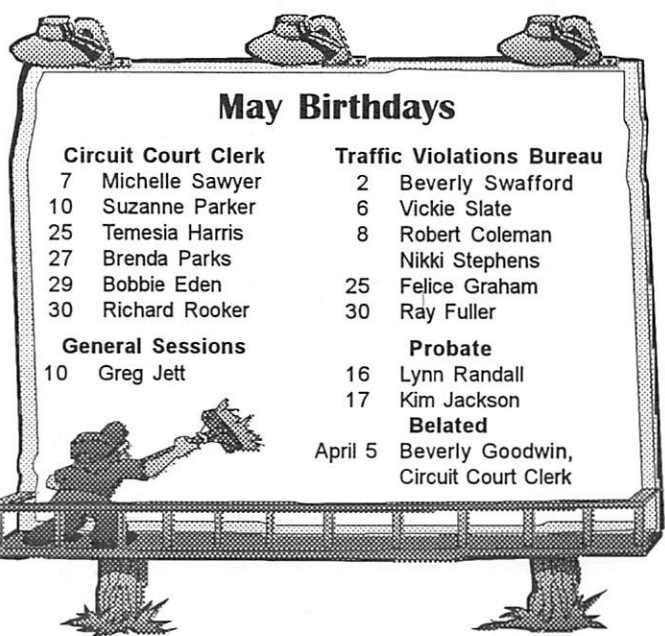 May Birthdays
Circuit Court Clerk
7 Michelle Sawyer
10 Suzanne Parker
25 Temesia Harris
27 Brenda Parks
29 Bobbie Eden
30 Richard Rooker
General Sessions
10 Greg Jett
Traffic Violations Bureau
2 Beverly Swafford
6 Vickie Slate
8 Robert Coleman
Nikki Stephens
25 Felice Graham
30 Ray Fuller
Probate
16 Lynn Randall
17 Kim Jackson
Belated
April 5 Beverly Goodwin,
Circuit Court Clerk